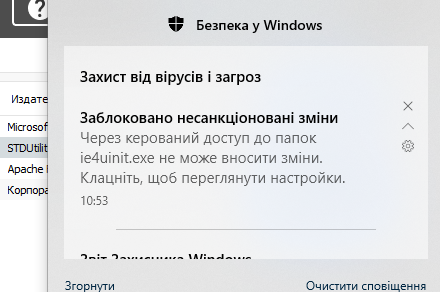 ?
Безпека у Windows
Захист від вірусів і загроз
Издате
Заблоковано несанкціоновані зміни
Microsof
Через керований доступ до папок
STDUtilit
ie4uinit.exe не може вносити зміни.
Apache
Клацніть, щоб переглянути настройки.
Корпора
10:53
Звіт Захисника Windows
Згорнути
Очистити сповіщення